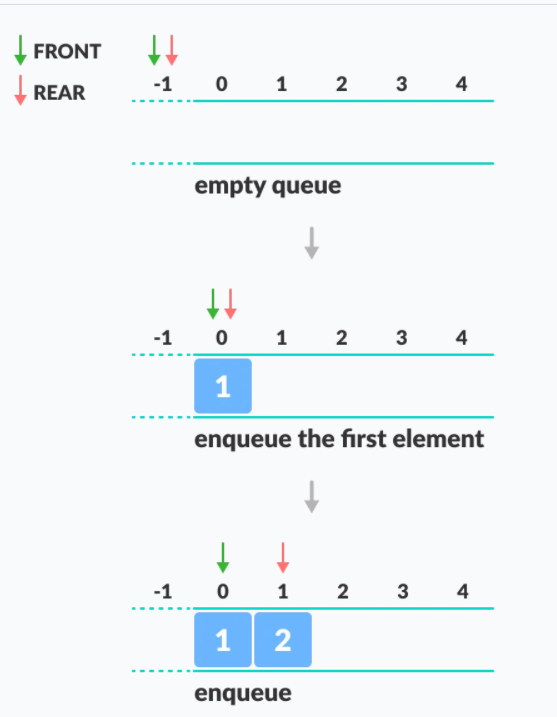 FRONT
REAR
-1 0 1 2 3 4
empty queue
-1 0 1 2 3 4
1
enqueue the first element
-1 0 1 2 3 4
1 2
enqueue